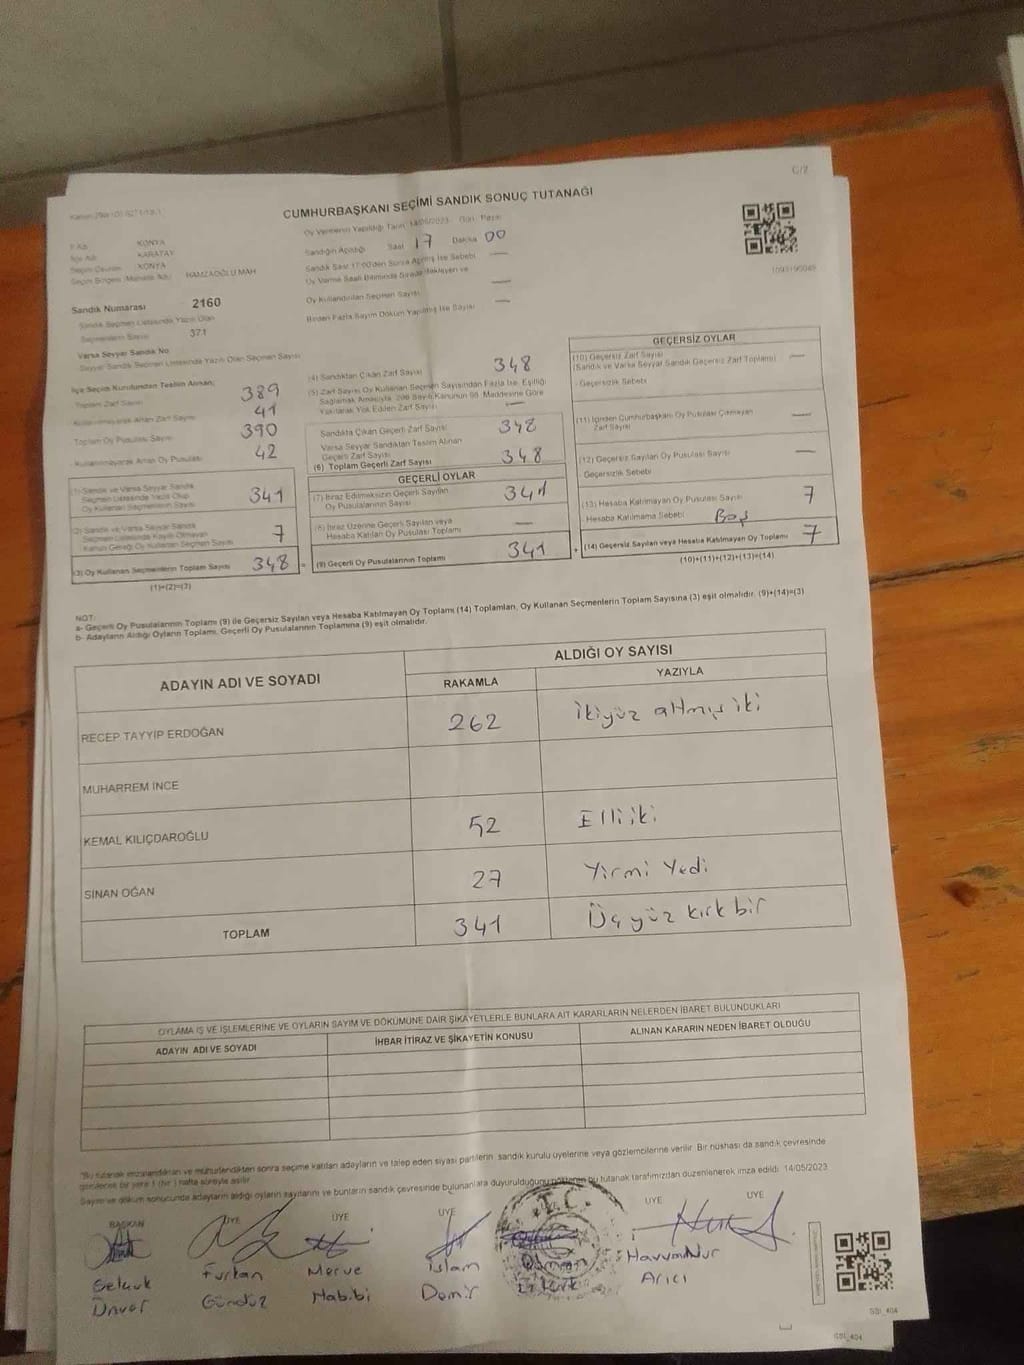 C/2
CUMHURBAŞKANI SEÇİMİ SANDIK SONUÇ TUTANAĞI
Oy Vermenin Yapıldığı Tarih: 14/05/2023 Gün: Pazar
İl Adı KONYA
İlçe Adı KARATAY
Seçim Çevresi KONYA
Seçim Bölgesi (Mahalle Adı) HAMZAOĞLU MAH
Sandığın Açıldığı Saat 17 Dakika 00
Sandık Saat 17:00'den Sonra Açılmış İse Sebebi —
Oy Verme Saati Bitiminde Sırada Bekleyen ve
Oy Kullandırılan Seçmen Sayısı —
Birden Fazla Sayım Döküm Yapılmış İse Sayısı —
Sandık Numarası 2160
Sandık Seçmen Listesinde Yazılı Olan
Seçmenlerin Sayısı 371
Varsa Seyyar Sandık No
Seyyar Sandık Seçmen Listesinde Yazılı Olan Seçmen Sayısı
İlçe Seçim Kurulundan Teslim Alınan;
Toplam Zarf Sayısı 389
Kullanılmayarak Artan Zarf Sayısı 41
Toplam Oy Pusulası Sayısı 390
Kullanılmayarak Artan Oy Pusulası 42
(1) Sandık ve Varsa Seyyar Sandık
Seçmen Listesinde Yazılı Olup
Oy Kullanan Seçmenlerin Sayısı 341
(2) Sandık ve Varsa Seyyar Sandık
Seçmen Listesinde Kayıtlı Olmayan
Kanun Gereği Oy Kullanan Seçmen Sayısı 7
(3) Oy Kullanan Seçmenlerin Toplam Sayısı 348
(1)+(2)=(3)
(4) Sandıktan Çıkan Zarf Sayısı 348
(5) Zarf Sayısı Oy Kullanan Seçmen Sayısından Fazla İse, Eşitliği
Sağlamak Amacıyla, 298 Sayılı Kanunun 98. Maddesine Göre
Yakılarak Yok Edilen Zarf Sayısı —
Sandıkta Çıkan Geçerli Zarf Sayısı 348
Varsa Seyyar Sandıktan Teslim Alınan
Geçerli Zarf Sayısı
(6) Toplam Geçerli Zarf Sayısı 348
GEÇERLİ OYLAR
(7) İtiraz Edilmeksizin Geçerli Sayılan
Oy Pusulasının Sayısı 341
(8) İtiraz Üzerine Geçerli Sayılan veya
Hesaba Katılan Oy Pusulası Toplamı —
(9) Geçerli Oy Pusulalarının Toplamı 341
GEÇERSİZ OYLAR
(10) Geçersiz Zarf Sayısı —
(Sandık ve Varsa Seyyar Sandık Geçersiz Zarf Toplamı)
- Geçersizlik Sebebi
(11) İçinden Cumhurbaşkanı Oy Pusulası Çıkmayan
Zarf Sayısı —
(12) Geçersiz Sayılan Oy Pusulası Sayısı —
Geçersizlik Sebebi
(13) Hesaba Katılmayan Oy Pusulası Sayısı 7
- Hesaba Katılmama Sebebi Boş
(14) Geçersiz Sayılan veya Hesaba Katılmayan Oy Toplamı 7
(10)+(11)+(12)+(13)=(14)
NOT:
a- Geçerli Oy Pusulalarının Toplamı (9) ile Geçersiz Sayılan veya Hesaba Katılmayan Oy Toplamı (14) Toplamları, Oy Kullanan Seçmenlerin Toplam Sayısına (3) eşit olmalıdır. (9)+(14)=(3)
b- Adayların Aldığı Oyların Toplamı, Geçerli Oy Pusulalarının Toplamına (9) eşit olmalıdır.
ADAYIN ADI VE SOYADI
ALDIĞI OY SAYISI
RAKAMLA YAZIYLA
RECEP TAYYİP ERDOĞAN 262 İkiyüz altmış iki
MUHARREM İNCE
KEMAL KILIÇDAROĞLU 52 Elli iki
SİNAN OĞAN 27 Yirmi Yedi
TOPLAM 341 Üç yüz kırk bir
OYLAMA İŞ VE İŞLEMLERİNE VE OYLARIN SAYIM VE DÖKÜMÜNE DAİR ŞİKAYETLERLE BUNLARA AİT KARARLARIN NELERDEN İBARET BULUNDUKLARI
ADAYIN ADI VE SOYADI İHBAR İTİRAZ VE ŞİKAYETİN KONUSU ALINAN KARARIN NEDEN İBARET OLDUĞU
"Bu tutanak imzalandıktan ve mühürlendikten sonra seçime katılan adayların ve talep eden siyasi partilerin sandık kurulu üyelerine veya gözlemcilerine verilir. Bir nüshası da sandık çevresinde
görülecek bir yere 1 (bir) hafta süreyle asılır.
Sayım ve döküm sonucunda adayların aldığı oyların sayılarını ve bunların sandık çevresinde bulunanlara duyurulduğunu gösteren bu tutanak tarafımızdan düzenlenerek imza edildi. 14/05/2023
BAŞKAN ÜYE ÜYE ÜYE ÜYE ÜYE
T.C.
Selçuk Furkan Merve İslam Osman Havvanur
Ünver Gündüz Habibi Demir Arıcı
GSI_404
GSI_404